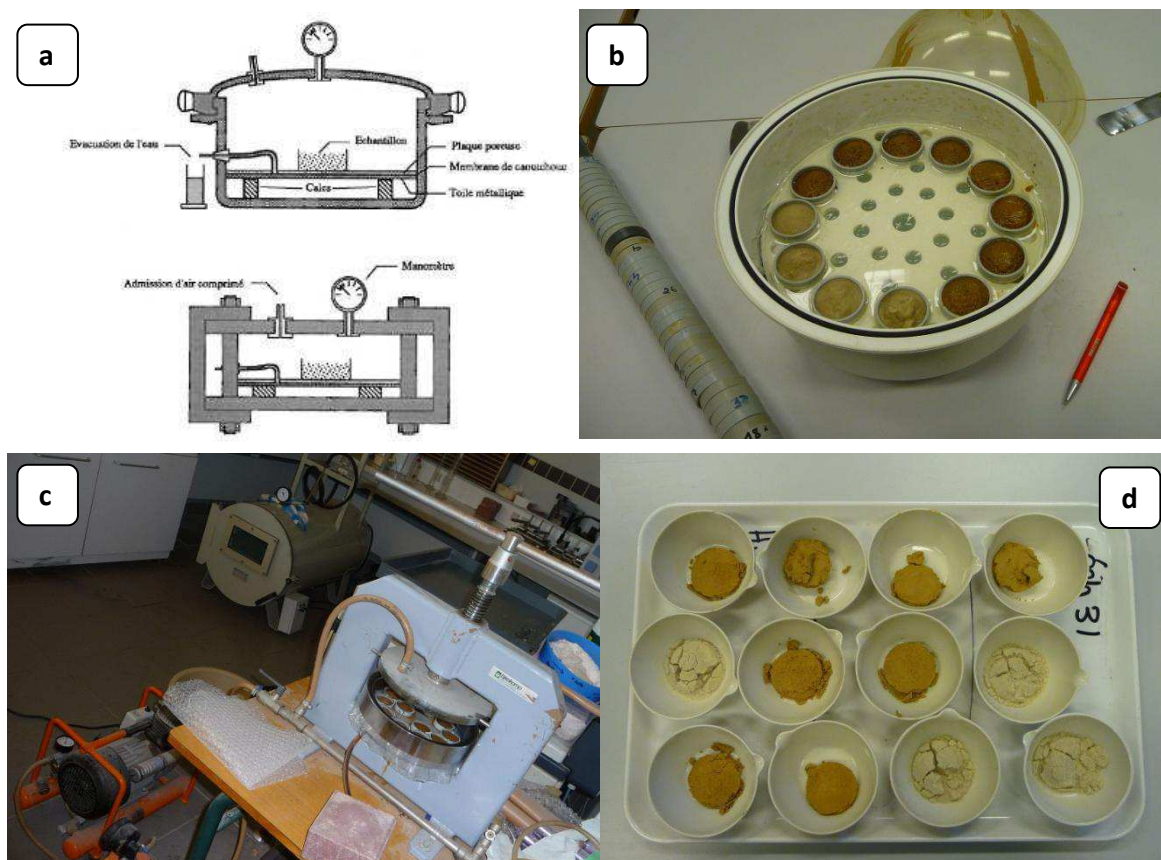 a
Evacuation de l'eau
Echantillon
Plaque poreuse
Membrane de caoutchouc
Toile métallique
Cales
Admission d'air comprimé
Manomètre
b
c
d
31